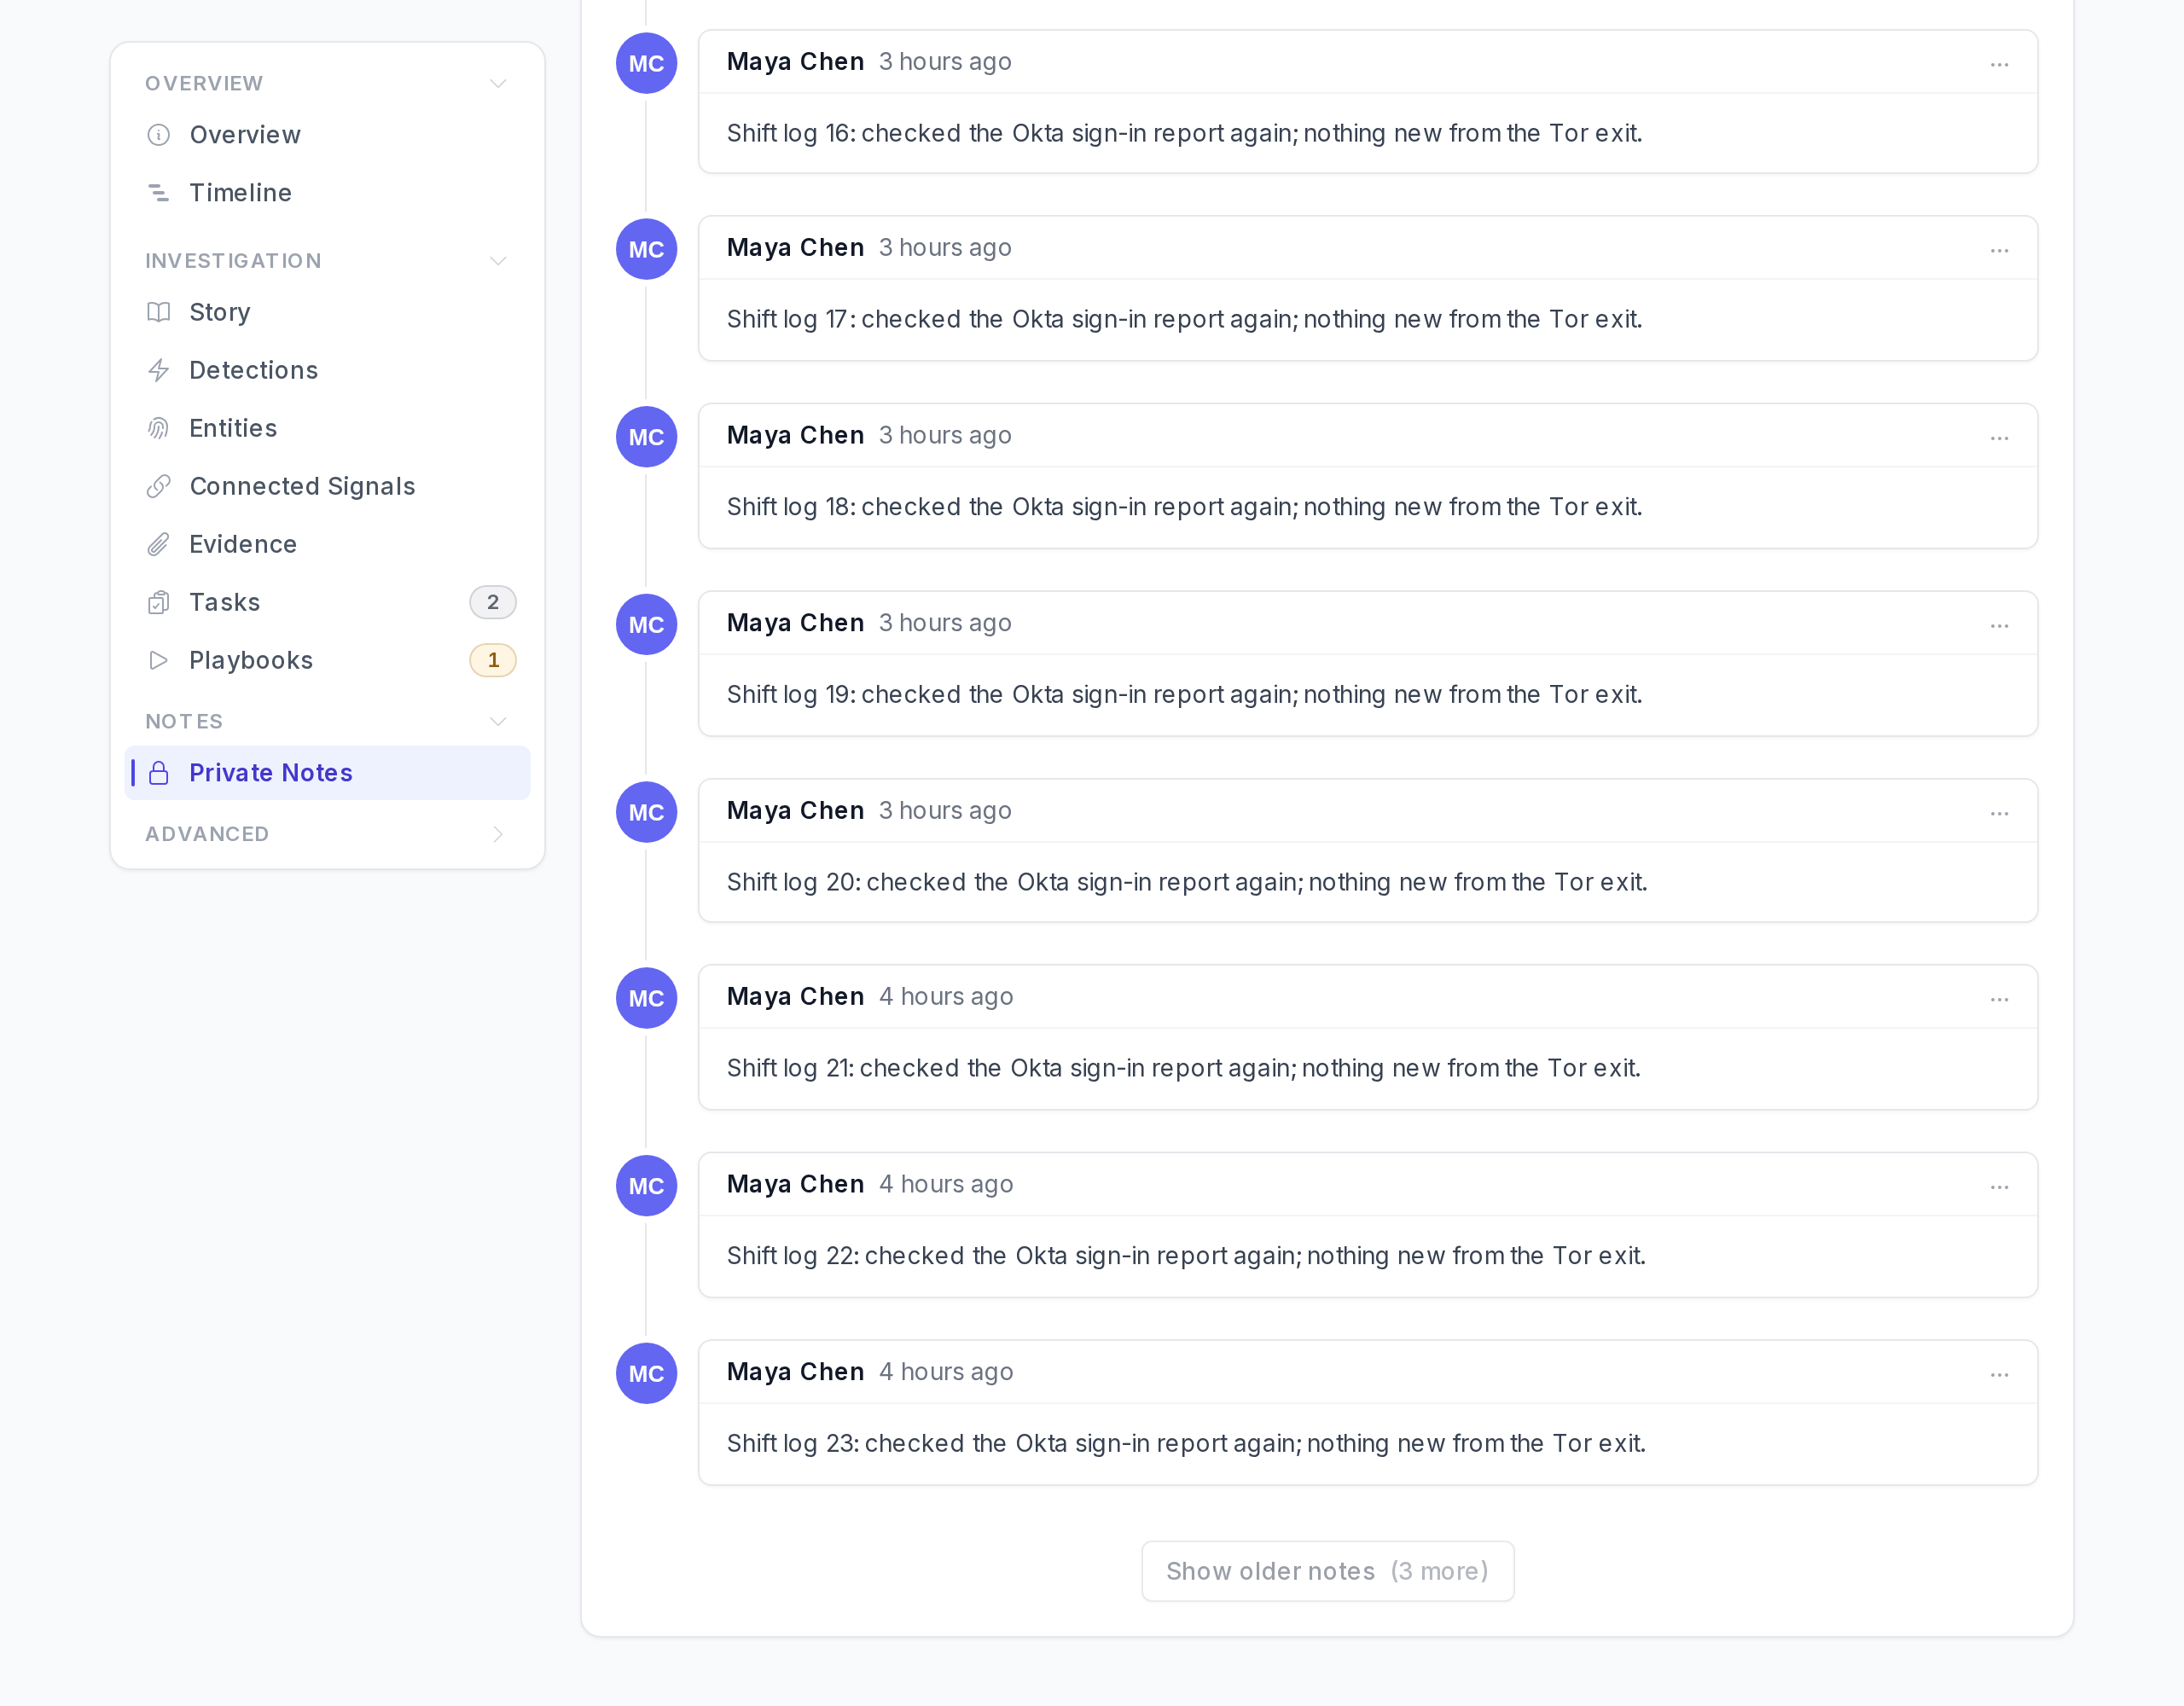 OVERVIEW
Overview
Timeline
INVESTIGATION
Story
Detections
Entities
Connected Signals
Evidence
Tasks 2
Playbooks 1
NOTES
Private Notes
ADVANCED
MC Maya Chen 3 hours ago
Shift log 16: checked the Okta sign-in report again; nothing new from the Tor exit.
MC Maya Chen 3 hours ago
Shift log 17: checked the Okta sign-in report again; nothing new from the Tor exit.
MC Maya Chen 3 hours ago
Shift log 18: checked the Okta sign-in report again; nothing new from the Tor exit.
MC Maya Chen 3 hours ago
Shift log 19: checked the Okta sign-in report again; nothing new from the Tor exit.
MC Maya Chen 3 hours ago
Shift log 20: checked the Okta sign-in report again; nothing new from the Tor exit.
MC Maya Chen 4 hours ago
Shift log 21: checked the Okta sign-in report again; nothing new from the Tor exit.
MC Maya Chen 4 hours ago
Shift log 22: checked the Okta sign-in report again; nothing new from the Tor exit.
MC Maya Chen 4 hours ago
Shift log 23: checked the Okta sign-in report again; nothing new from the Tor exit.
Show older notes (3 more)